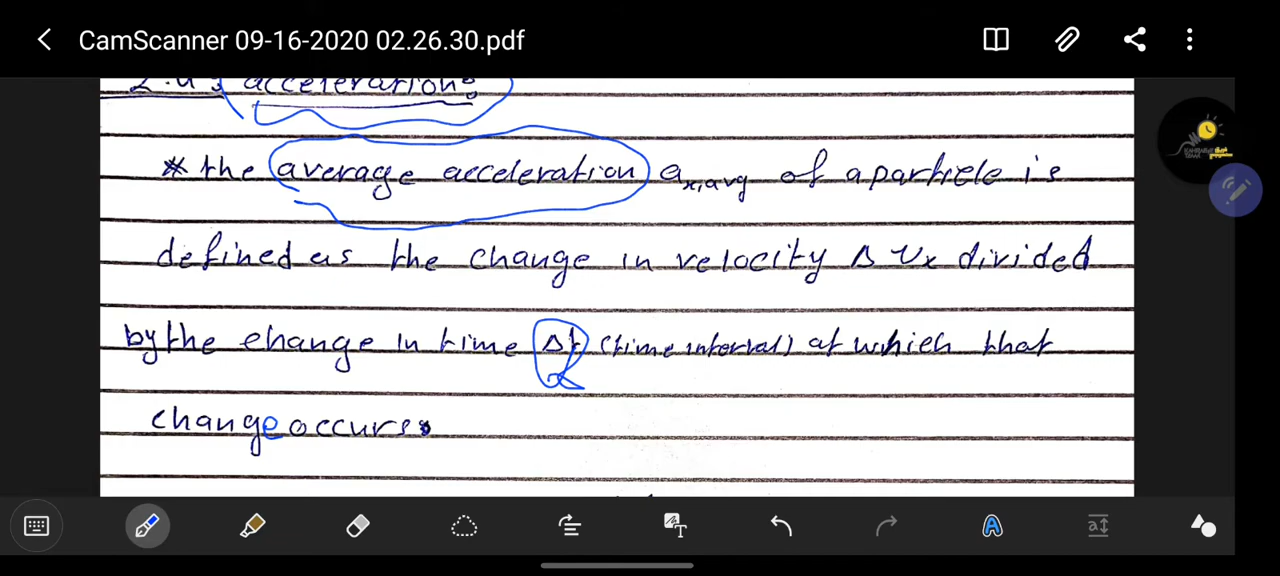 CamScanner 09-16-2020 02.26.30.pdf
acceleration:
* the average acceleration ax,avg of a particle is
defined as the change in velocity Δ Vx divided
by the change in time Δt (time interval) at which that
change occurs:
T
A